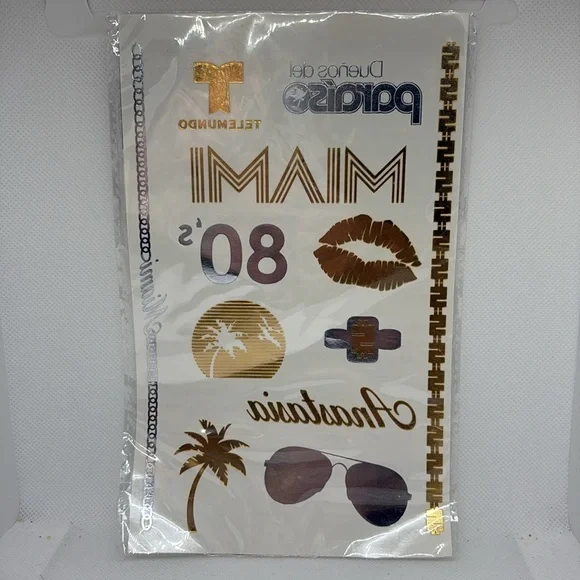 Dueños del
paraíso
TELEMUNDO
MIAMI
80's
Anastasia